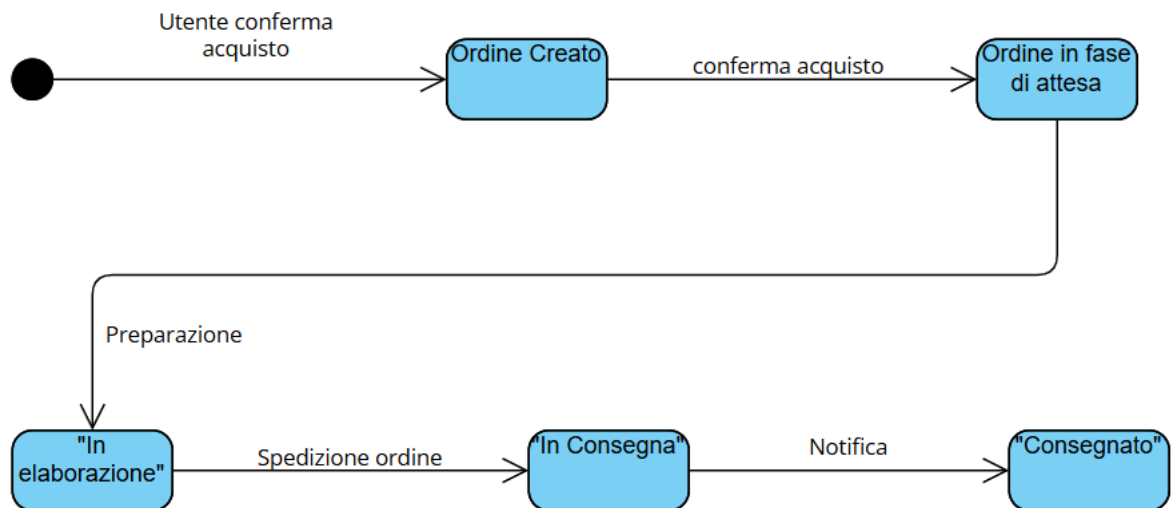 Utente conferma
acquisto
Ordine Creato
conferma acquisto
Ordine in fase
di attesa
Preparazione
"In
elaborazione"
Spedizione ordine
"In Consegna"
Notifica
"Consegnato"